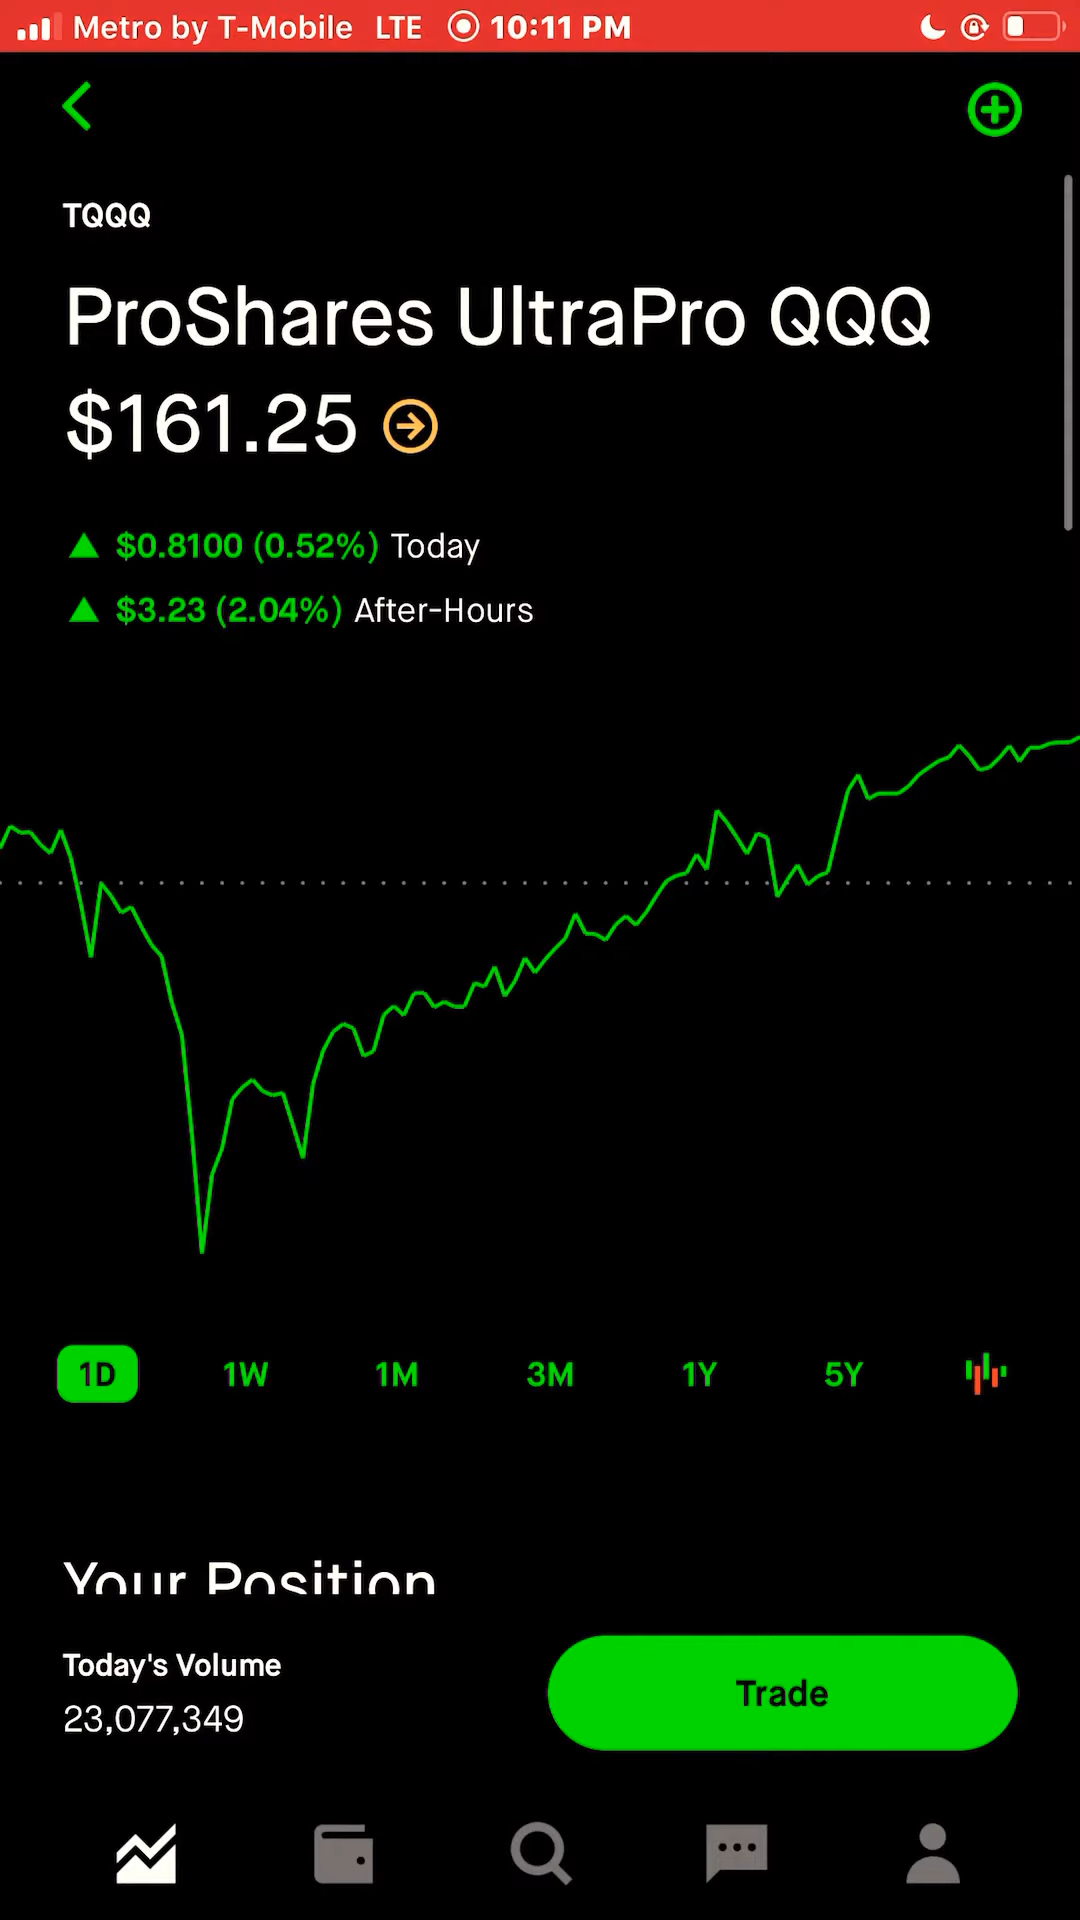 Metro by T-Mobile LTE 10:11 PM
TQQQ
ProShares UltraPro QQQ
$161.25
$0.8100 (0.52%) Today
$3.23 (2.04%) After-Hours
1D 1W 1M 3M 1Y 5Y
Your Position
Today's Volume
23,077,349
Trade